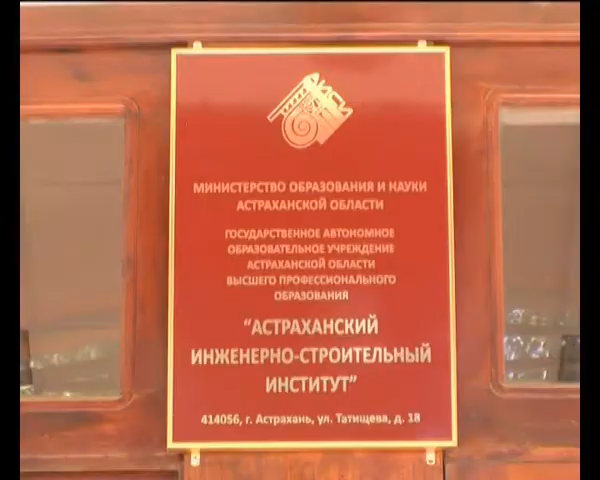 АИСИ
МИНИСТЕРСТВО ОБРАЗОВАНИЯ И НАУКИ
АСТРАХАНСКОЙ ОБЛАСТИ
ГОСУДАРСТВЕННОЕ АВТОНОМНОЕ
ОБРАЗОВАТЕЛЬНОЕ УЧРЕЖДЕНИЕ
АСТРАХАНСКОЙ ОБЛАСТИ
ВЫСШЕГО ПРОФЕССИОНАЛЬНОГО
ОБРАЗОВАНИЯ
"АСТРАХАНСКИЙ
ИНЖЕНЕРНО-СТРОИТЕЛЬНЫЙ
ИНСТИТУТ"
414056, г. Астрахань, ул. Татищева, д. 18